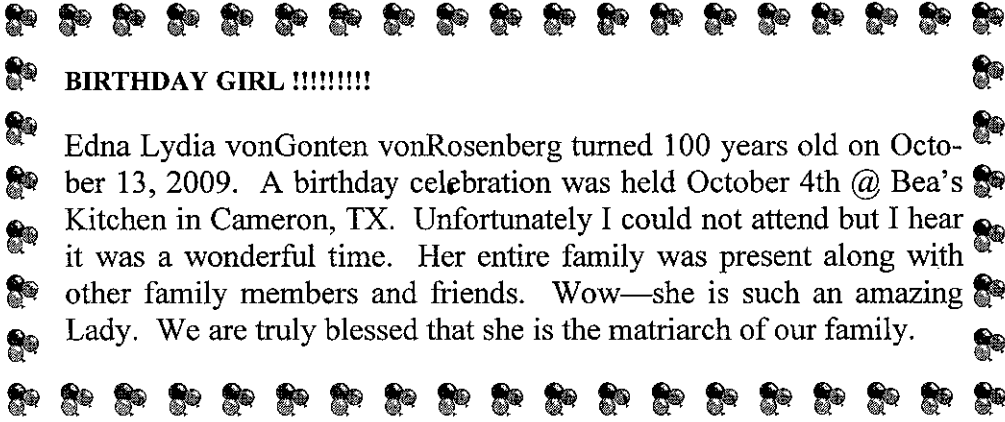 BIRTHDAY GIRL !!!!!!!!!
Edna Lydia vonGonten vonRosenberg turned 100 years old on Octo-
ber 13, 2009. A birthday celebration was held October 4th @ Bea's
Kitchen in Cameron, TX. Unfortunately I could not attend but I hear
it was a wonderful time. Her entire family was present along with
other family members and friends. Wow—she is such an amazing
Lady. We are truly blessed that she is the matriarch of our family.